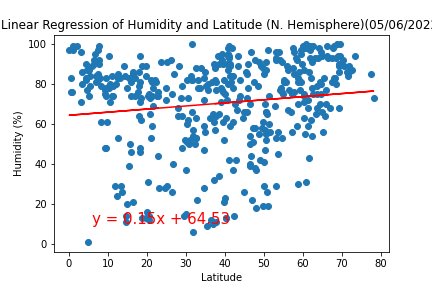 Linear Regression of Humidity and Latitude (N. Hemisphere)(05/06/202
100
80
60
40
20
0
Humidity (%)
y = 0.15x + 64.53
0 10 20 30 40 50 60 70 80
Latitude